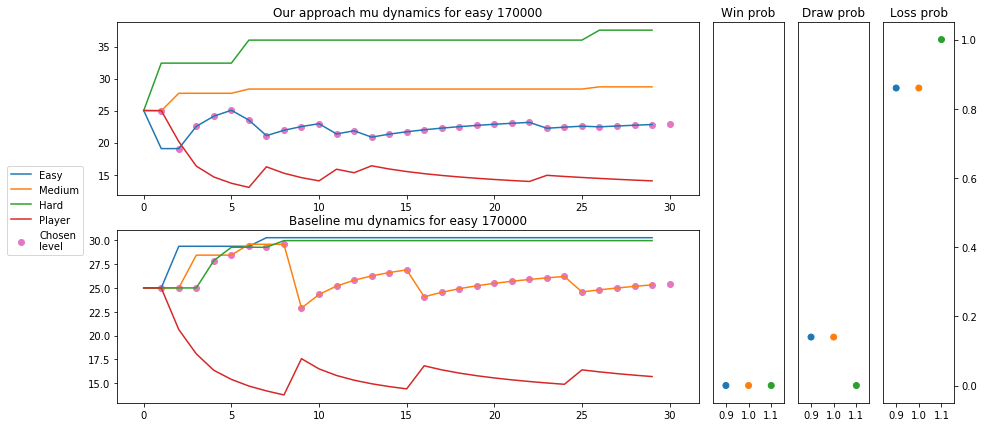 Our approach mu dynamics for easy 170000
Win prob
Draw prob
Loss prob
35
30
25
20
15
0
5
10
15
20
25
30
Easy
Medium
Hard
Player
Chosen
level
Baseline mu dynamics for easy 170000
30.0
27.5
25.0
22.5
20.0
17.5
15.0
0
5
10
15
20
25
30
0.9 1.0 1.1
0.9 1.0 1.1
0.9 1.0 1.1
1.0
0.8
0.6
0.4
0.2
0.0